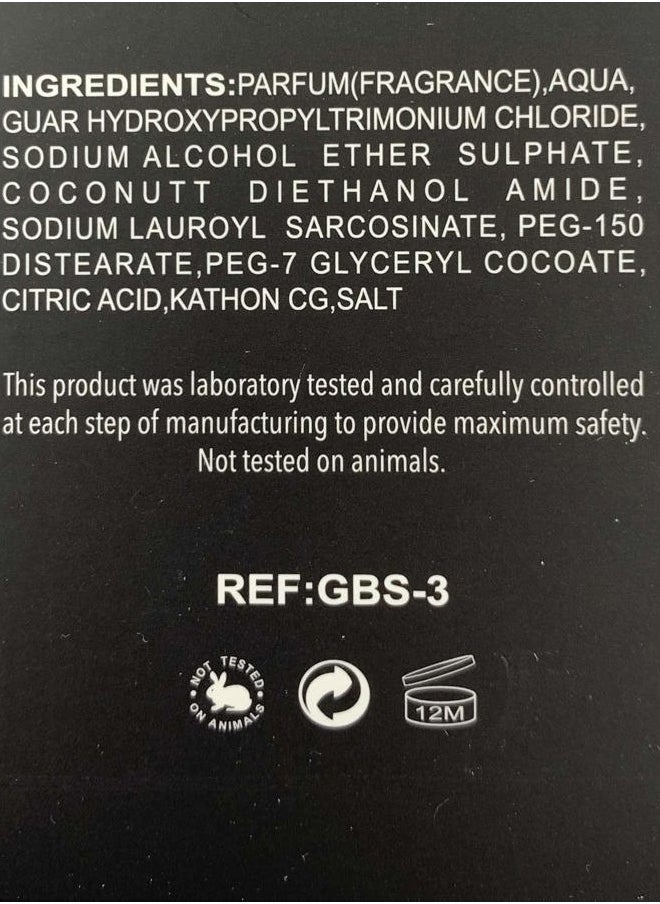 INGREDIENTS:PARFUM(FRAGRANCE),AQUA,
GUAR HYDROXYPROPYLTRIMONIUM CHLORIDE,
SODIUM ALCOHOL ETHER SULPHATE,
COCONUTT DIETHANOL AMIDE,
SODIUM LAUROYL SARCOSINATE, PEG-150
DISTEARATE,PEG-7 GLYCERYL COCOATE,
CITRIC ACID,KATHON CG,SALT
This product was laboratory tested and carefully controlled
at each step of manufacturing to provide maximum safety.
Not tested on animals.
REF:GBS-3
NOT TESTED
ON ANIMALS
12M